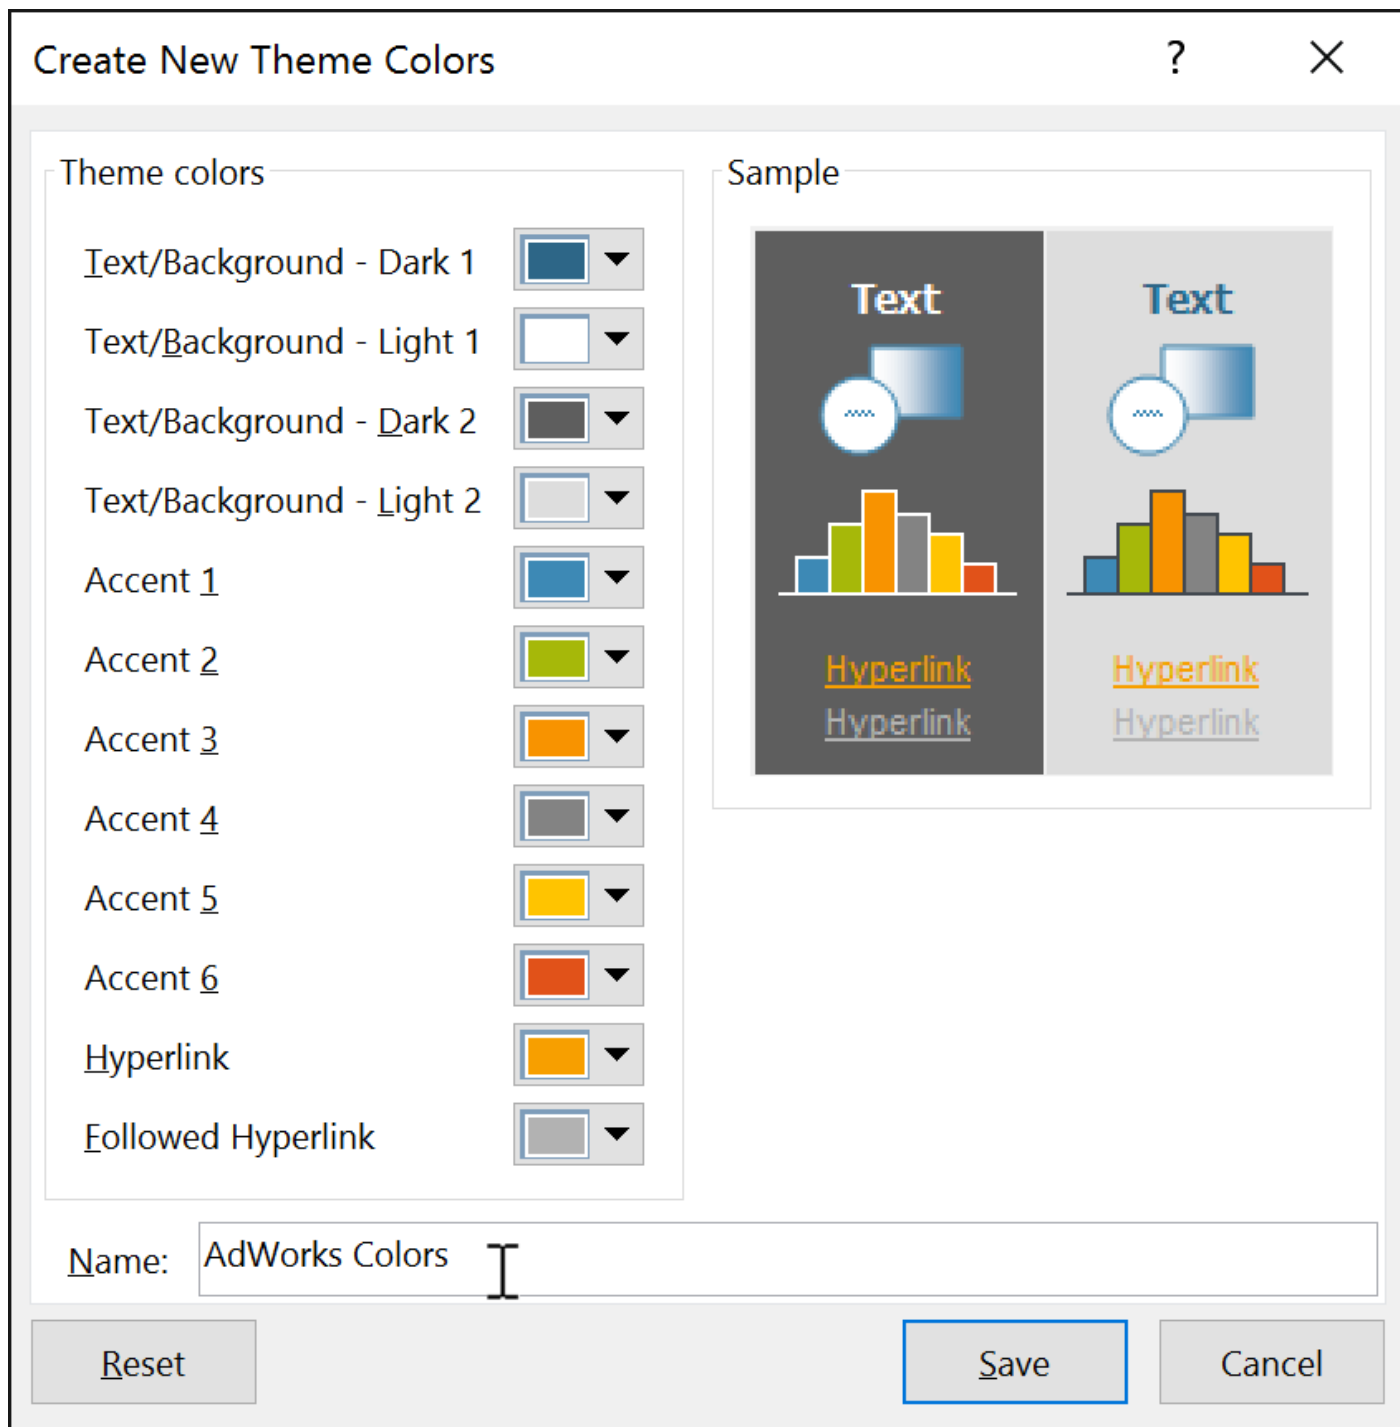 Create New Theme Colors ?
Theme colors
Text/Background - Dark 1
Text/Background - Light 1
Text/Background - Dark 2
Text/Background - Light 2
Accent 1
Accent 2
Accent 3
Accent 4
Accent 5
Accent 6
Hyperlink
Followed Hyperlink
Sample
Text Text
Hyperlink Hyperlink
Hyperlink Hyperlink
Name: AdWorks Colors
Reset Save Cancel